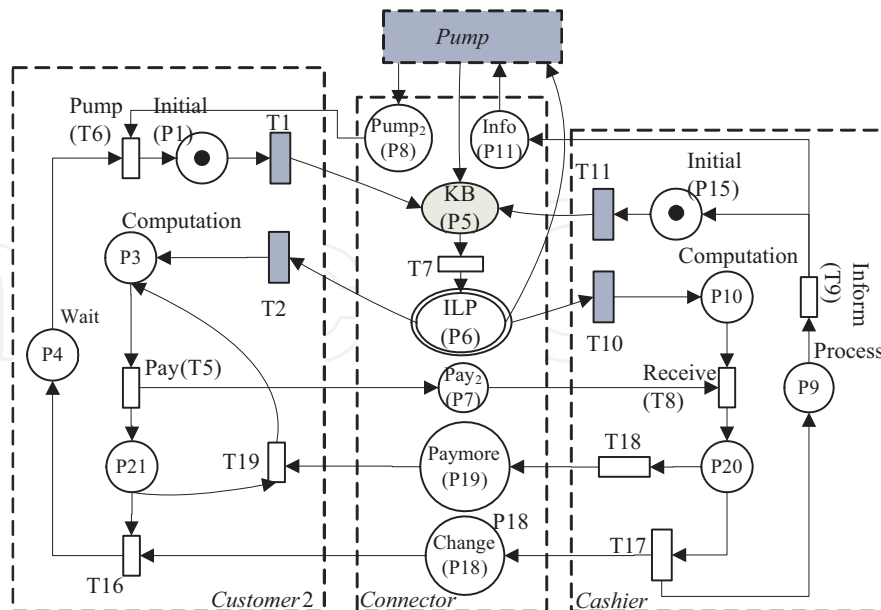 Pump
Pump
(T6)
Initial
(P1)
T1
Pump2
(P8)
Info
(P11)
T11
Initial
(P15)
KB
(P5)
Computation
P3
T2
T7
ILP
(P6)
T10
Computation
P10
Inform
(T9)
Wait
P4
Pay(T5)
Pay2
(P7)
Receive
(T8)
Process
P9
P21
T19
Paymore
(P19)
T18
P20
P18
Change
(P18)
T17
T16
Customer 2
Connector
Cashier